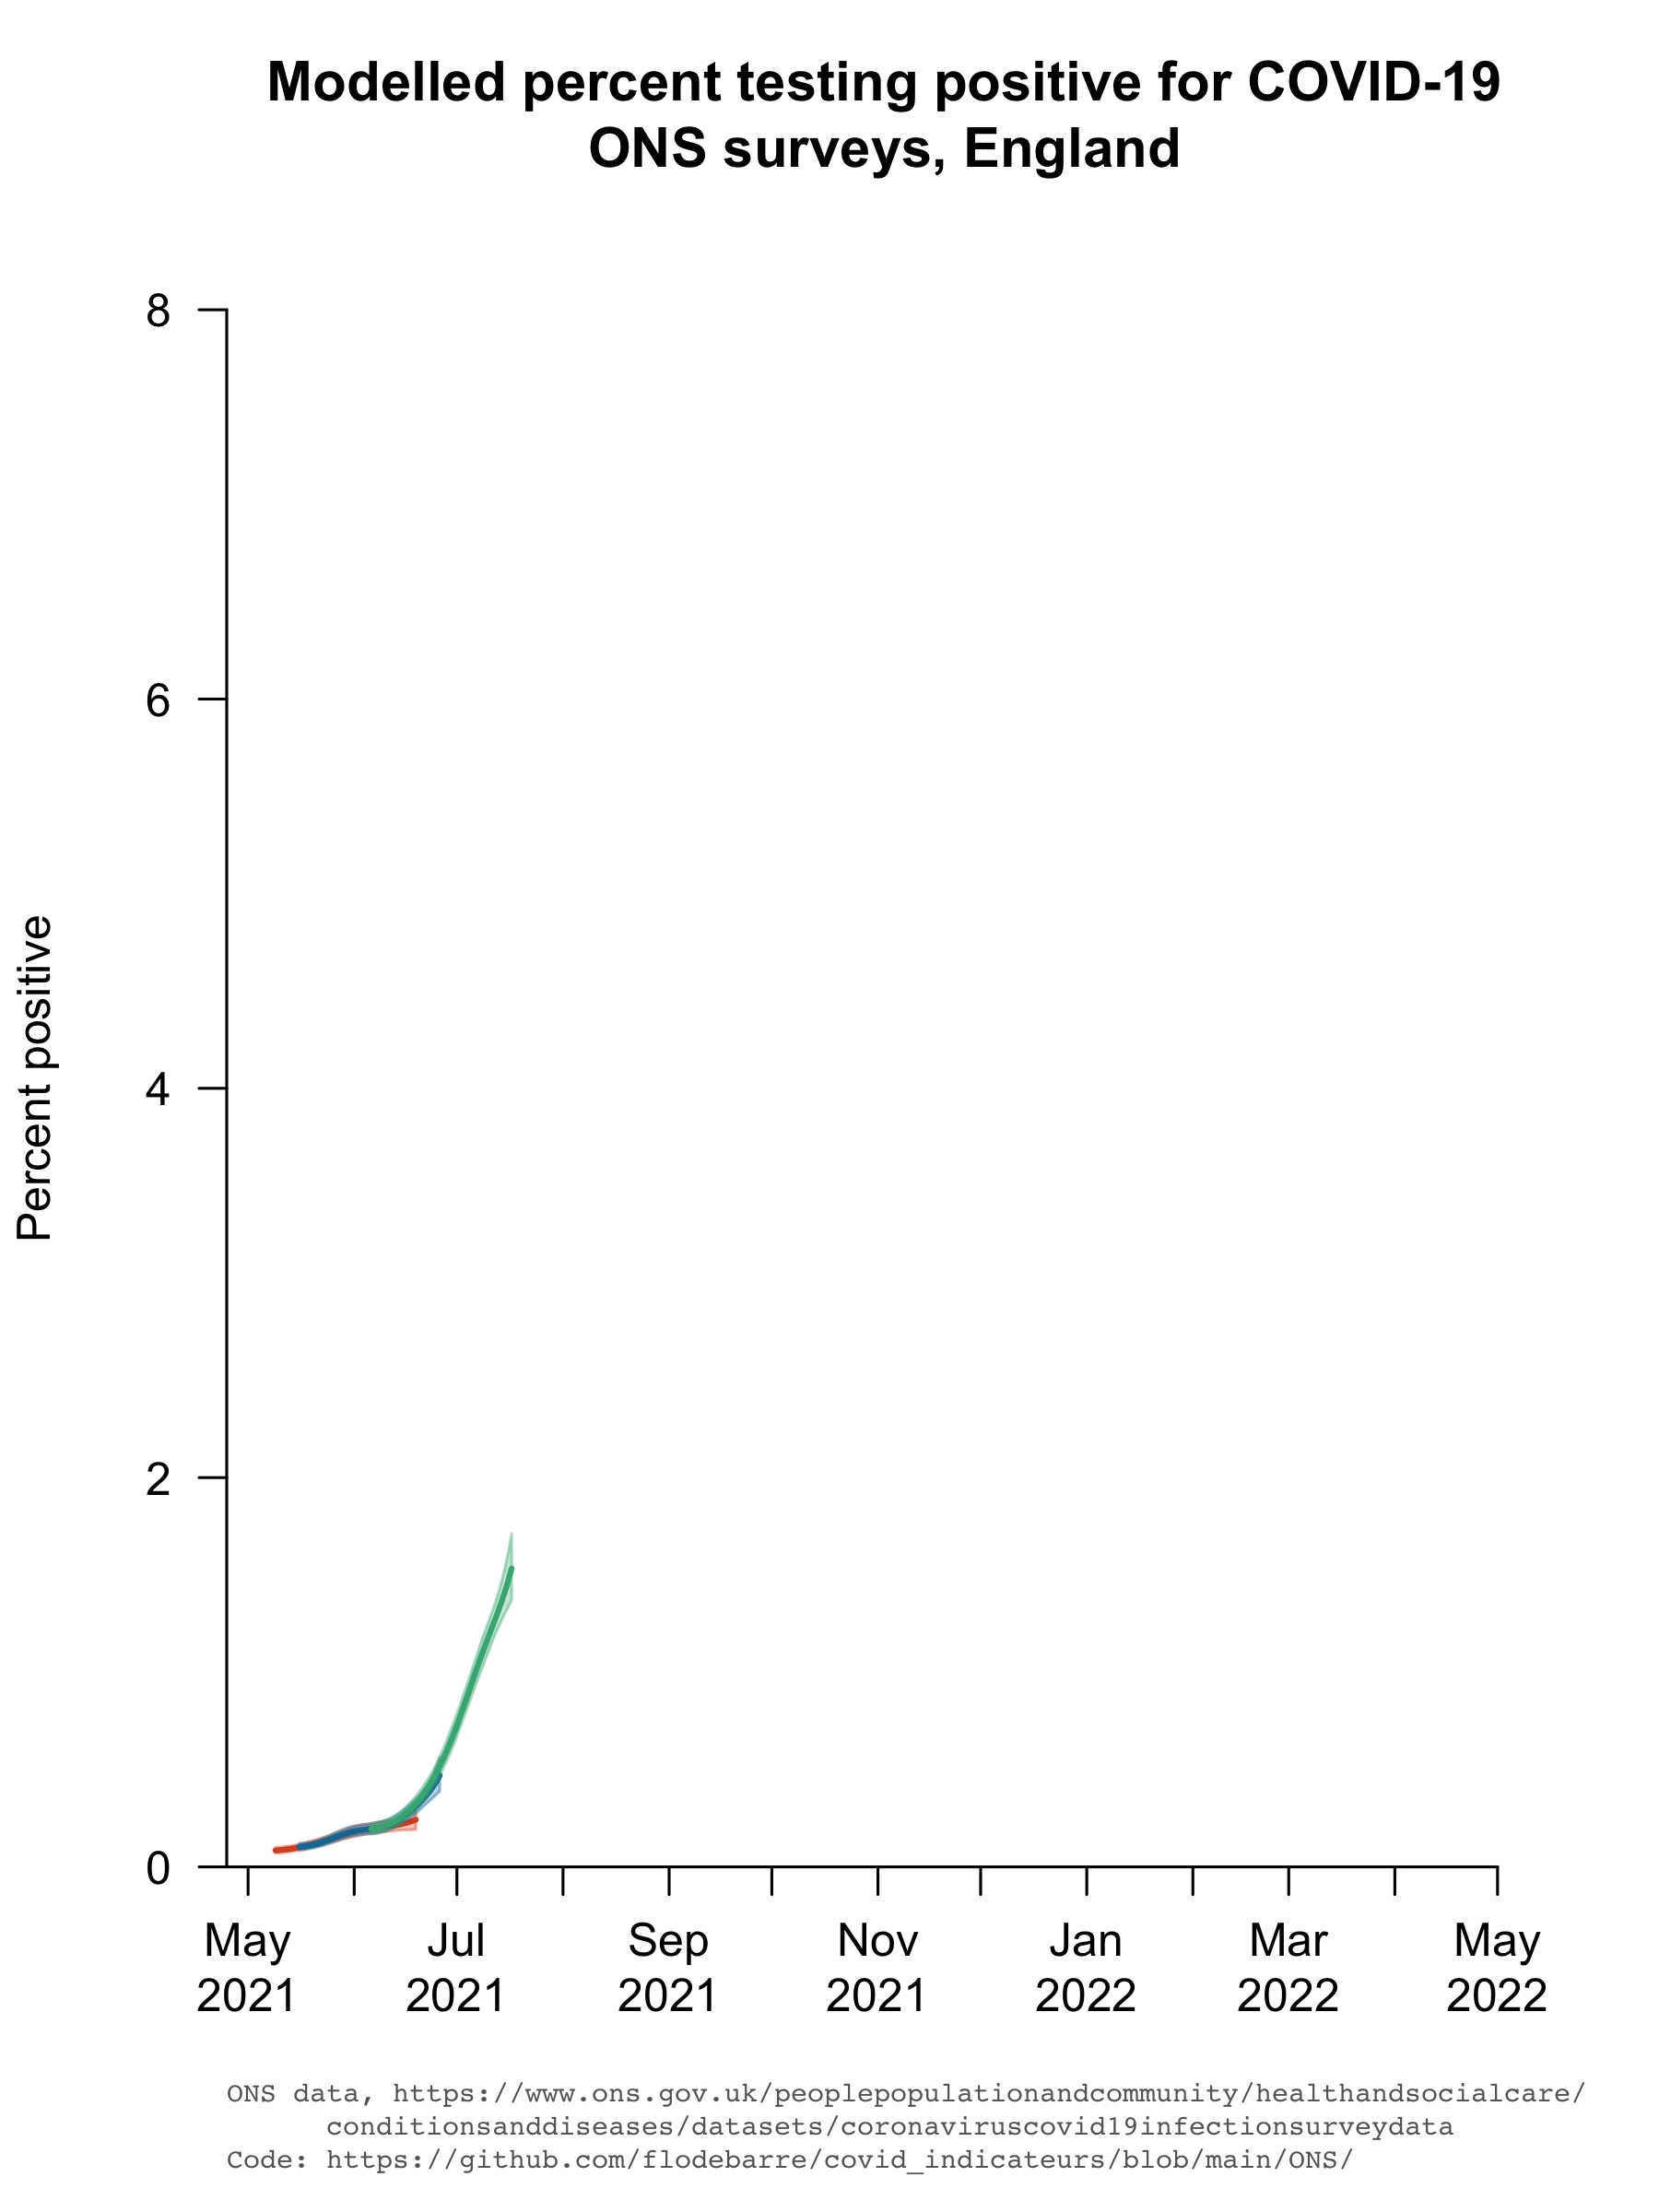 Modelled percent testing positive for COVID-19
ONS surveys, England
Percent positive
8
6
4
2
0
May Jul Sep Nov Jan Mar May
2021 2021 2021 2021 2022 2022 2022
ONS data, https://www.ons.gov.uk/peoplepopulationandcommunity/healthandsocialcare/
conditionsanddiseases/datasets/coronaviruscovid19infectionsurveydata
Code: https://github.com/flodebarre/covid_indicateurs/blob/main/ONS/